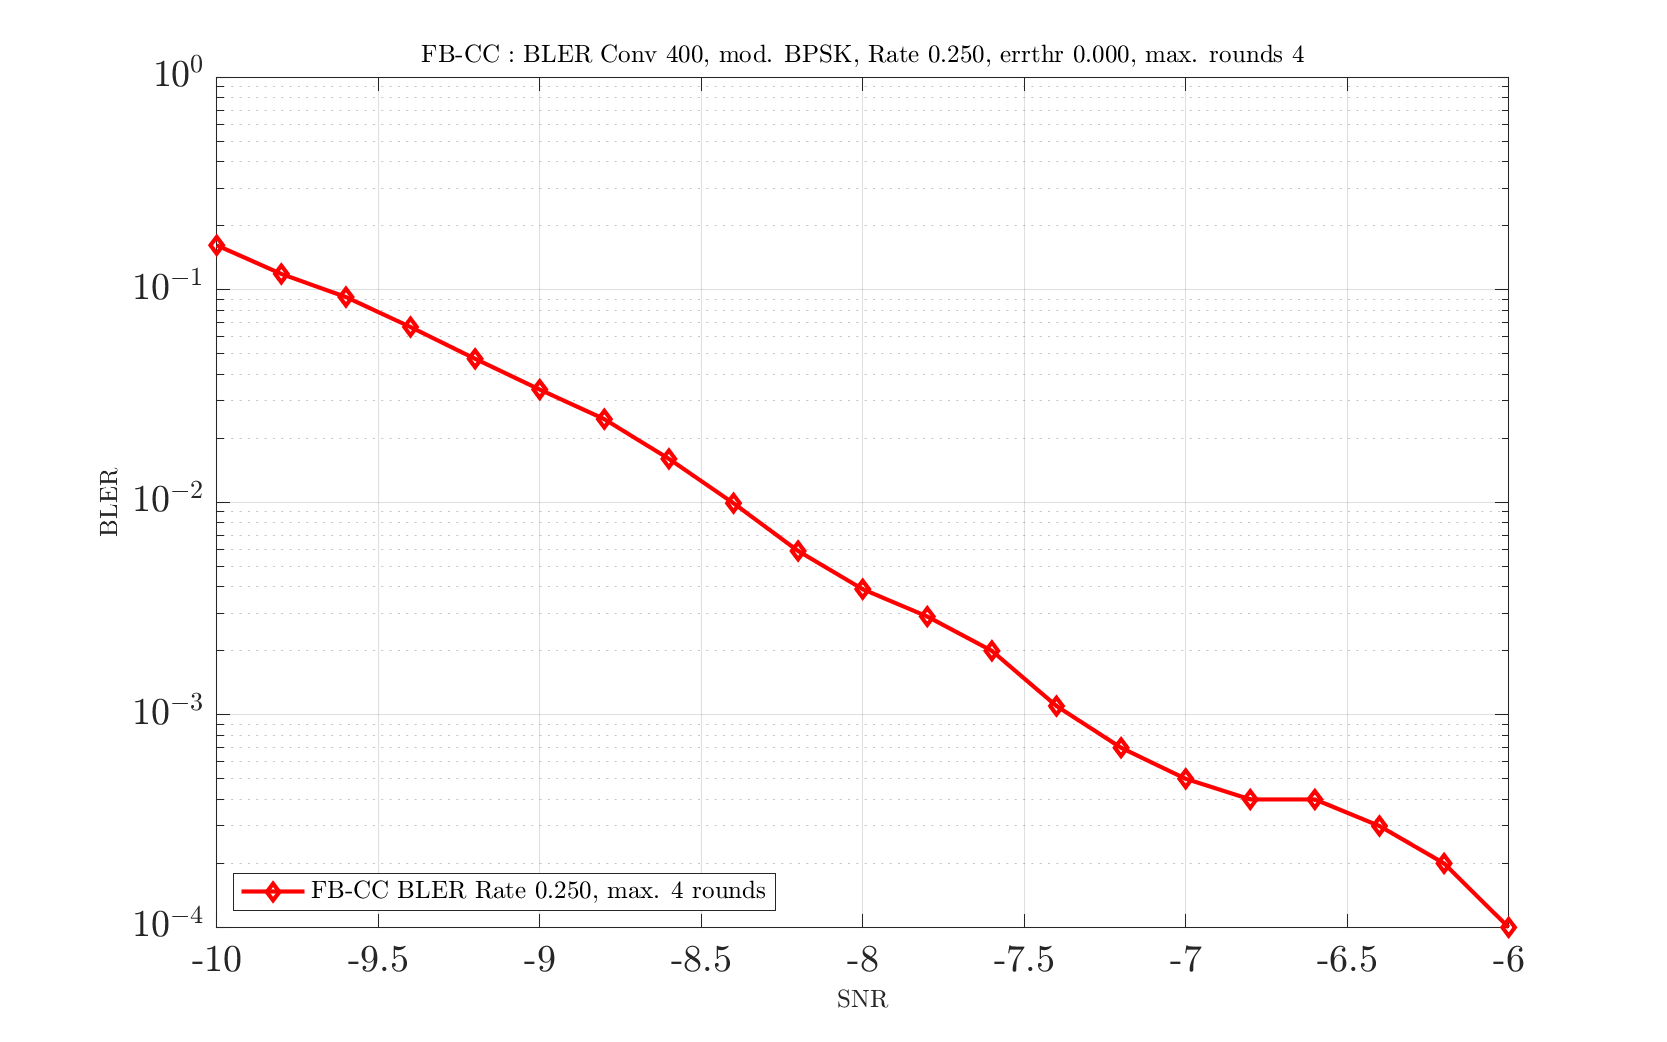 FB-CC : BLER Conv 400, mod. BPSK, Rate 0.250, errthr 0.000, max. rounds 4
10^0
10^-1
10^-2
10^-3
10^-4
BLER
FB-CC BLER Rate 0.250, max. 4 rounds
-10 -9.5 -9 -8.5 -8 -7.5 -7 -6.5 -6
SNR